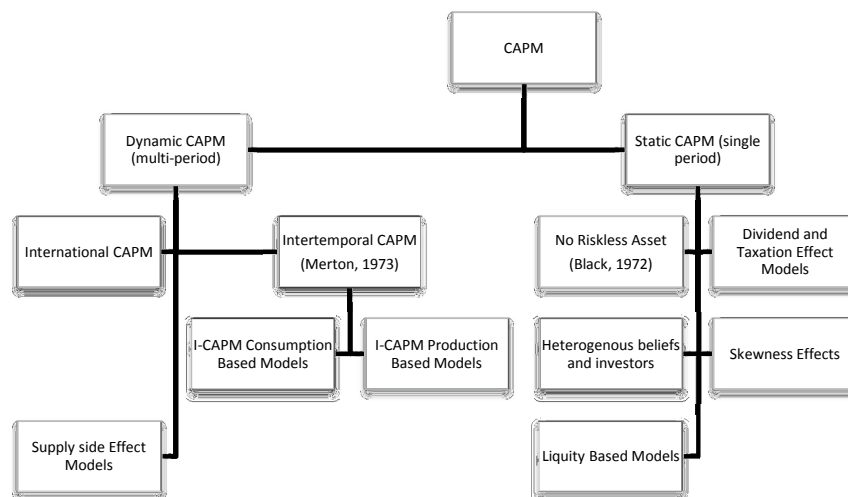 CAPM
Dynamic CAPM
(multi-period)
Static CAPM (single
period)
International CAPM
Intertemporal CAPM
(Merton, 1973)
No Riskless Asset
(Black, 1972)
Dividend and
Taxation Effect
Models
I-CAPM Consumption
Based Models
I-CAPM Production
Based Models
Heterogenous beliefs
and investors
Skewness Effects
Supply side Effect
Models
Liquity Based Models